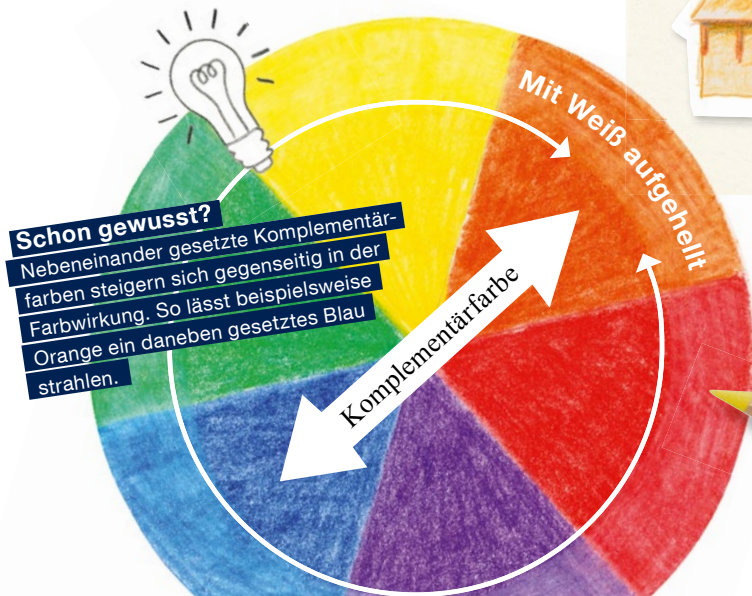 Mit Weiß aufgehellt
Schon gewusst?
Nebeneinander gesetzte Komplementär-
farben steigern sich gegenseitig in der
Farbwirkung. So lässt beispielsweise
Orange ein daneben gesetztes Blau
strahlen.
Komplementärfarbe